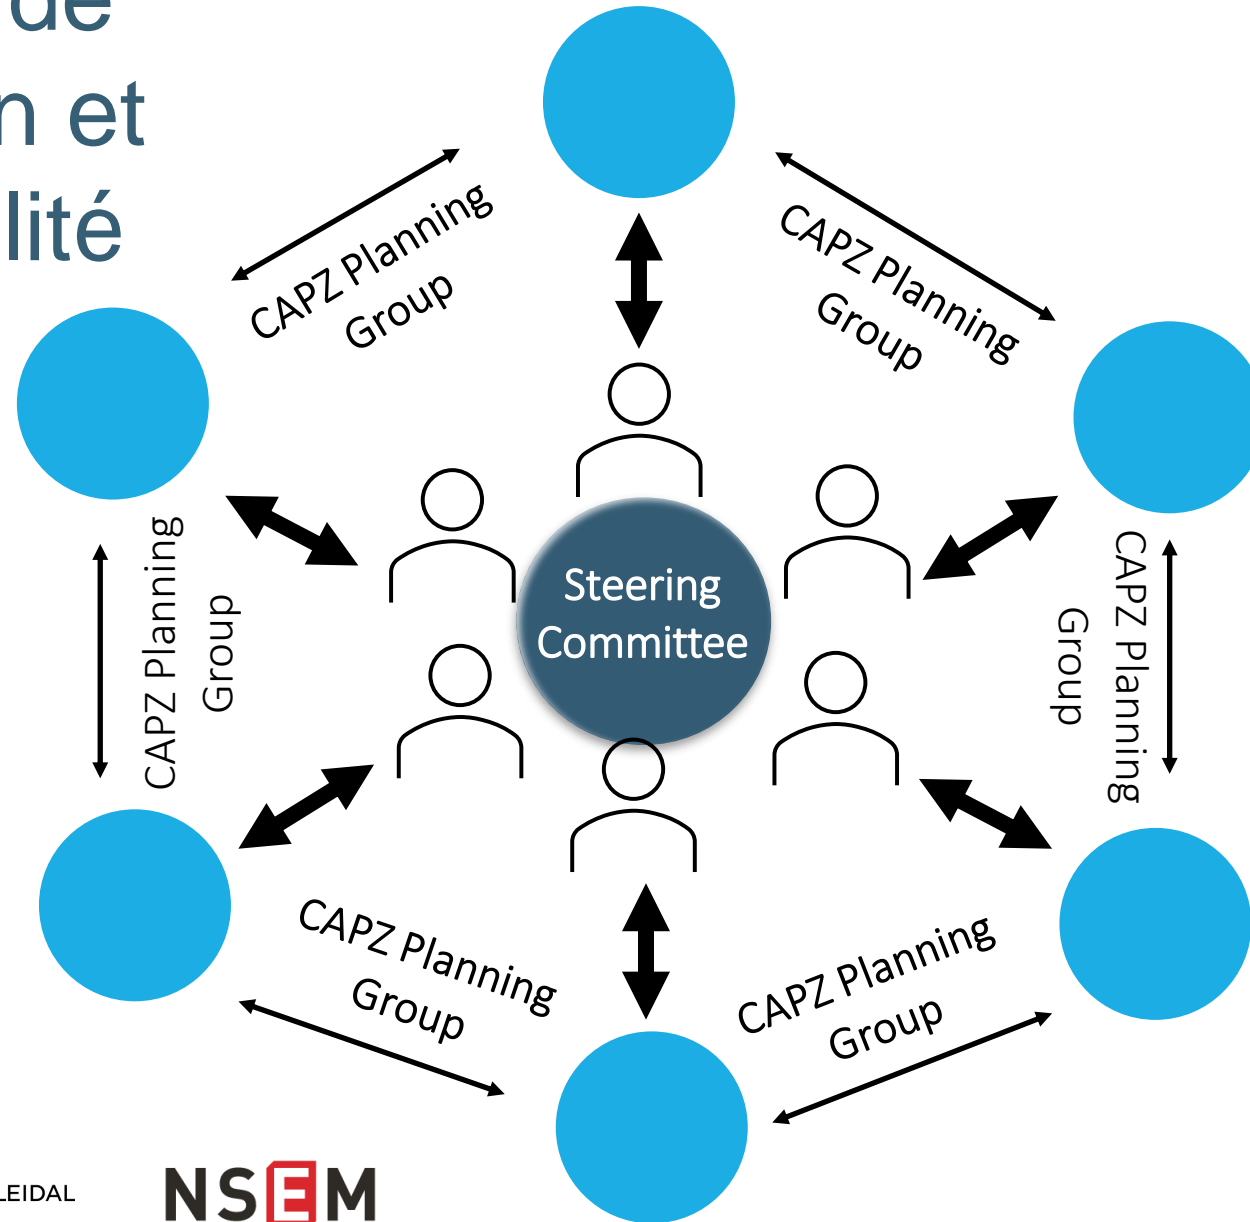 de
n et
lité
CAPZ Planning
Group
CAPZ Planning
Group
CAPZ Planning
Group
Steering
Committee
CAPZ Planning
Group
CAPZ Planning
Group
CAPZ Planning
Group
LEIDAL
NSEM